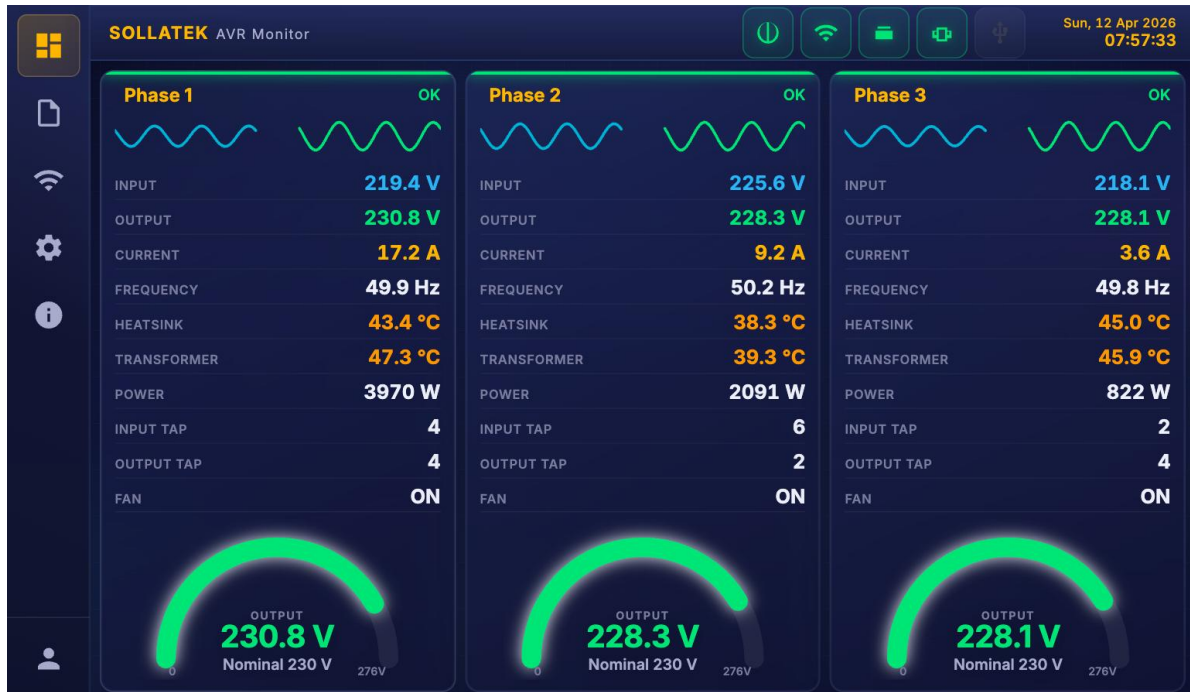 SOLLATEK AVR Monitor
Sun, 12 Apr 2026
07:57:33
Phase 1 OK
INPUT 219.4 V
OUTPUT 230.8 V
CURRENT 17.2 A
FREQUENCY 49.9 Hz
HEATSINK 43.4 °C
TRANSFORMER 47.3 °C
POWER 3970 W
INPUT TAP 4
OUTPUT TAP 4
FAN ON
OUTPUT
230.8 V
Nominal 230 V
0 276V
Phase 2 OK
INPUT 225.6 V
OUTPUT 228.3 V
CURRENT 9.2 A
FREQUENCY 50.2 Hz
HEATSINK 38.3 °C
TRANSFORMER 39.3 °C
POWER 2091 W
INPUT TAP 6
OUTPUT TAP 2
FAN ON
OUTPUT
228.3 V
Nominal 230 V
0 276V
Phase 3 OK
INPUT 218.1 V
OUTPUT 228.1 V
CURRENT 3.6 A
FREQUENCY 49.8 Hz
HEATSINK 45.0 °C
TRANSFORMER 45.9 °C
POWER 822 W
INPUT TAP 2
OUTPUT TAP 4
FAN ON
OUTPUT
228.1 V
Nominal 230 V
0 276V